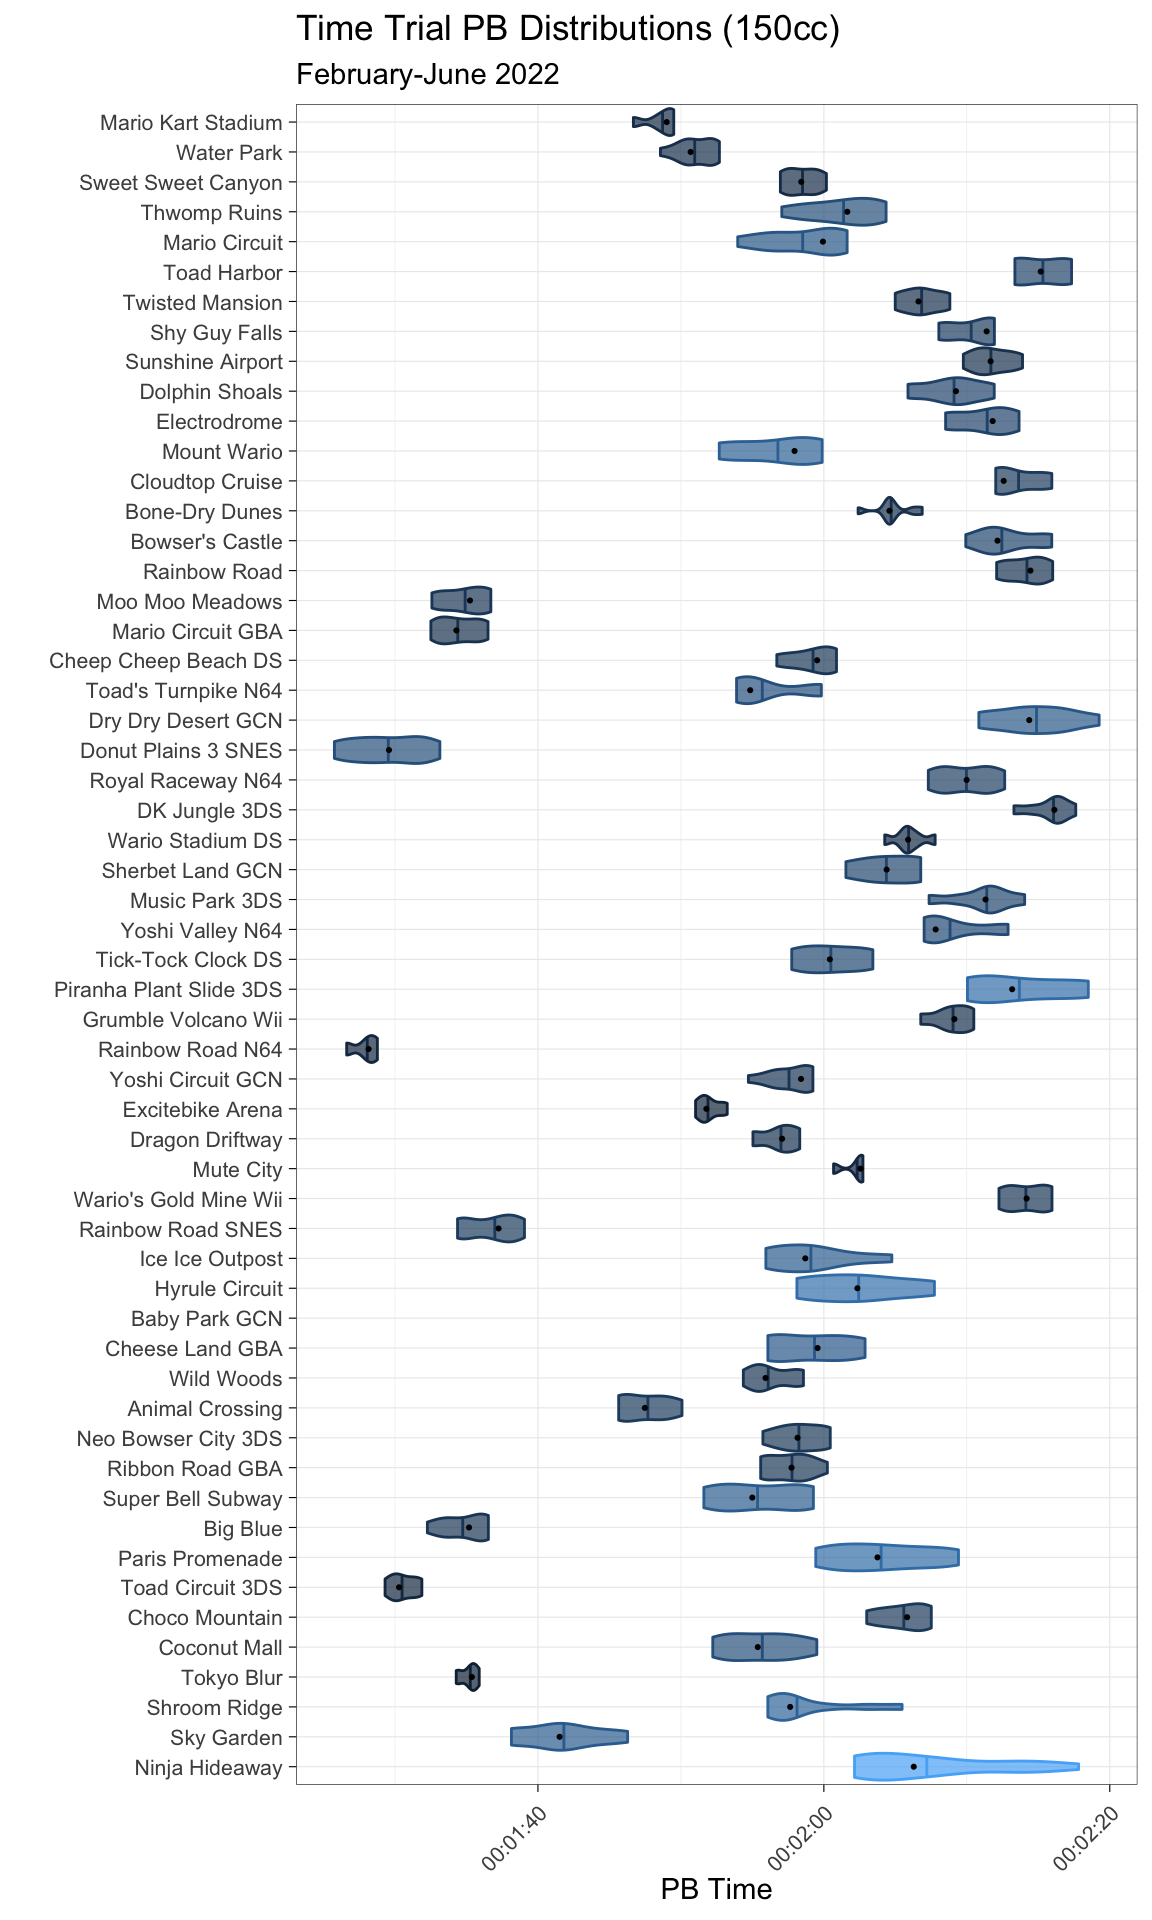 Time Trial PB Distributions (150cc)
February-June 2022
Mario Kart Stadium
Water Park
Sweet Sweet Canyon
Thwomp Ruins
Mario Circuit
Toad Harbor
Twisted Mansion
Shy Guy Falls
Sunshine Airport
Dolphin Shoals
Electrodrome
Mount Wario
Cloudtop Cruise
Bone-Dry Dunes
Bowser's Castle
Rainbow Road
Moo Moo Meadows
Mario Circuit GBA
Cheep Cheep Beach DS
Toad's Turnpike N64
Dry Dry Desert GCN
Donut Plains 3 SNES
Royal Raceway N64
DK Jungle 3DS
Wario Stadium DS
Sherbet Land GCN
Music Park 3DS
Yoshi Valley N64
Tick-Tock Clock DS
Piranha Plant Slide 3DS
Grumble Volcano Wii
Rainbow Road N64
Yoshi Circuit GCN
Excitebike Arena
Dragon Driftway
Mute City
Wario's Gold Mine Wii
Rainbow Road SNES
Ice Ice Outpost
Hyrule Circuit
Baby Park GCN
Cheese Land GBA
Wild Woods
Animal Crossing
Neo Bowser City 3DS
Ribbon Road GBA
Super Bell Subway
Big Blue
Paris Promenade
Toad Circuit 3DS
Choco Mountain
Coconut Mall
Tokyo Blur
Shroom Ridge
Sky Garden
Ninja Hideaway
00:01:40
00:02:00
00:02:20
PB Time